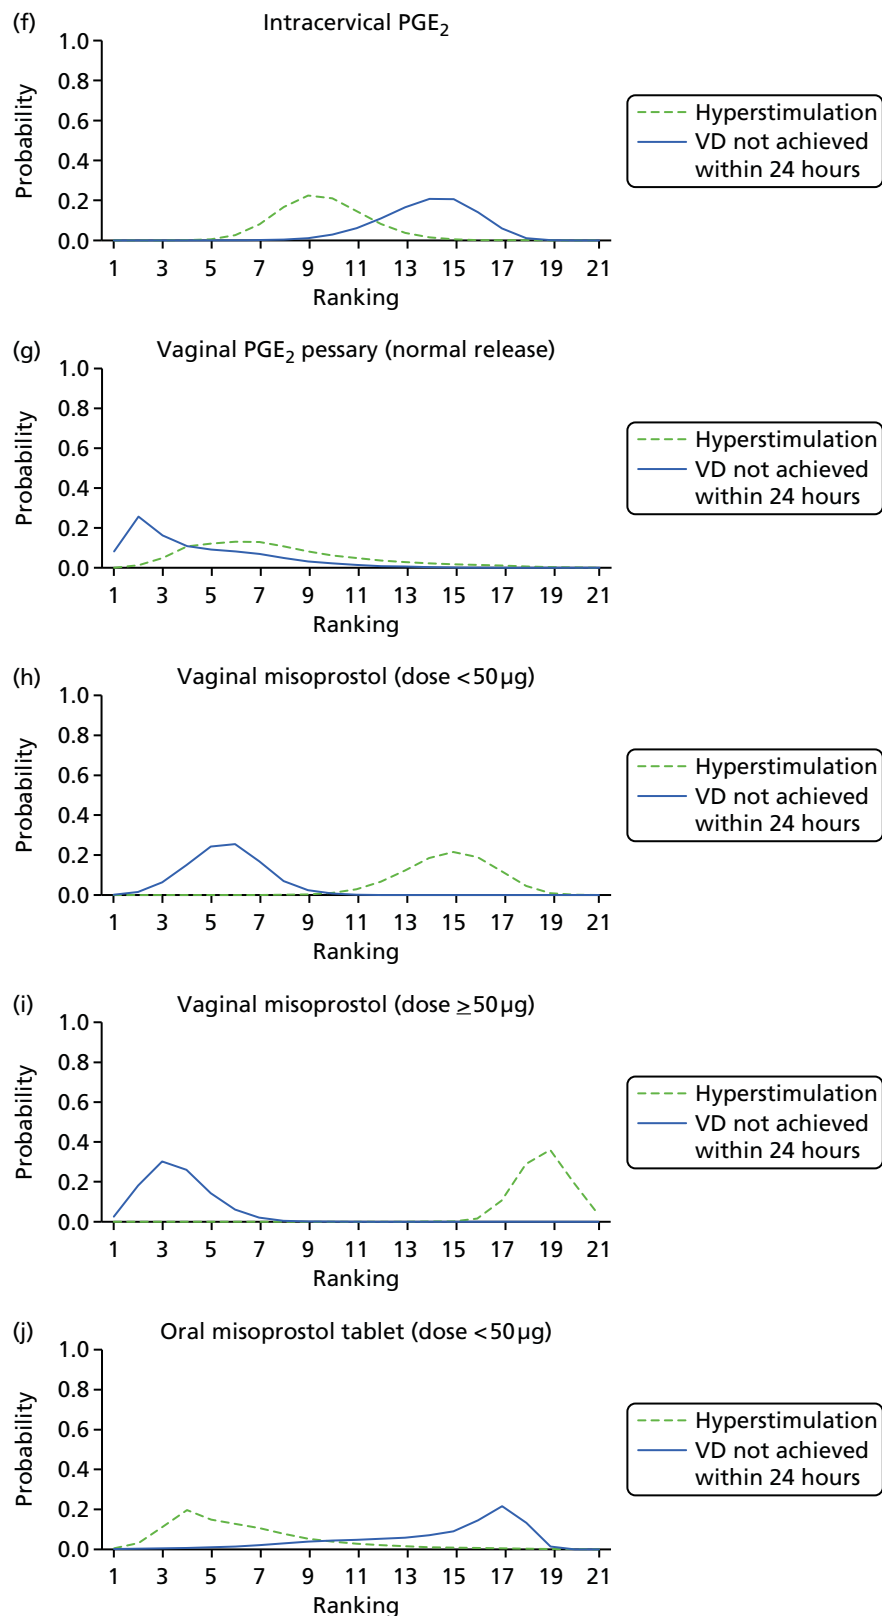 (f)
Intracervical PGE2
Probability
1.0
0.8
0.6
0.4
0.2
0.0
1 3 5 7 9 11 13 15 17 19 21
Ranking
Hyperstimulation
VD not achieved
within 24 hours
(g)
Vaginal PGE2 pessary (normal release)
Probability
1.0
0.8
0.6
0.4
0.2
0.0
1 3 5 7 9 11 13 15 17 19 21
Ranking
Hyperstimulation
VD not achieved
within 24 hours
(h)
Vaginal misoprostol (dose <50µg)
Probability
1.0
0.8
0.6
0.4
0.2
0.0
1 3 5 7 9 11 13 15 17 19 21
Ranking
Hyperstimulation
VD not achieved
within 24 hours
(i)
Vaginal misoprostol (dose ≥50µg)
Probability
1.0
0.8
0.6
0.4
0.2
0.0
1 3 5 7 9 11 13 15 17 19 21
Ranking
Hyperstimulation
VD not achieved
within 24 hours
(j)
Oral misoprostol tablet (dose <50µg)
Probability
1.0
0.8
0.6
0.4
0.2
0.0
1 3 5 7 9 11 13 15 17 19 21
Ranking
Hyperstimulation
VD not achieved
within 24 hours